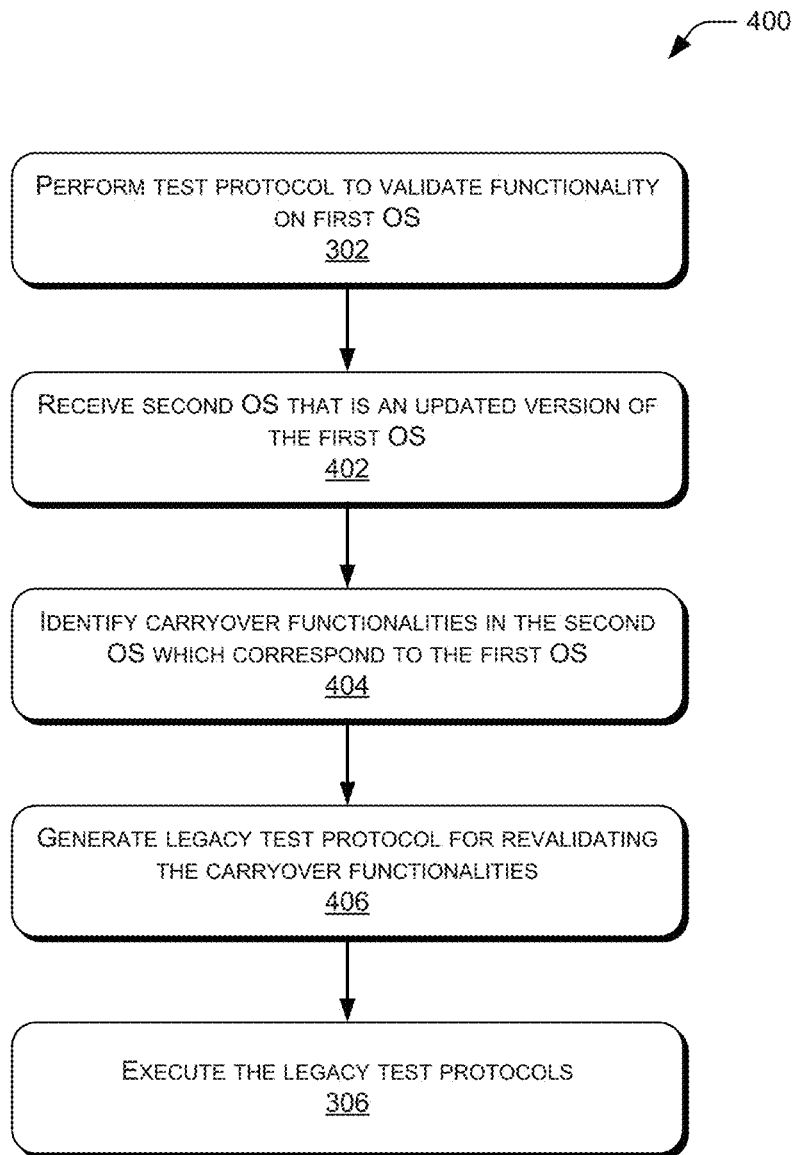 400
PERFORM TEST PROTOCOL TO VALIDATE FUNCTIONALITY
ON FIRST OS
302
RECEIVE SECOND OS THAT IS AN UPDATED VERSION OF
THE FIRST OS
402
IDENTIFY CARRYOVER FUNCTIONALITIES IN THE SECOND
OS WHICH CORRESPOND TO THE FIRST OS
404
GENERATE LEGACY TEST PROTOCOL FOR REVALIDATING
THE CARRYOVER FUNCTIONALITIES
406
EXECUTE THE LEGACY TEST PROTOCOLS
306